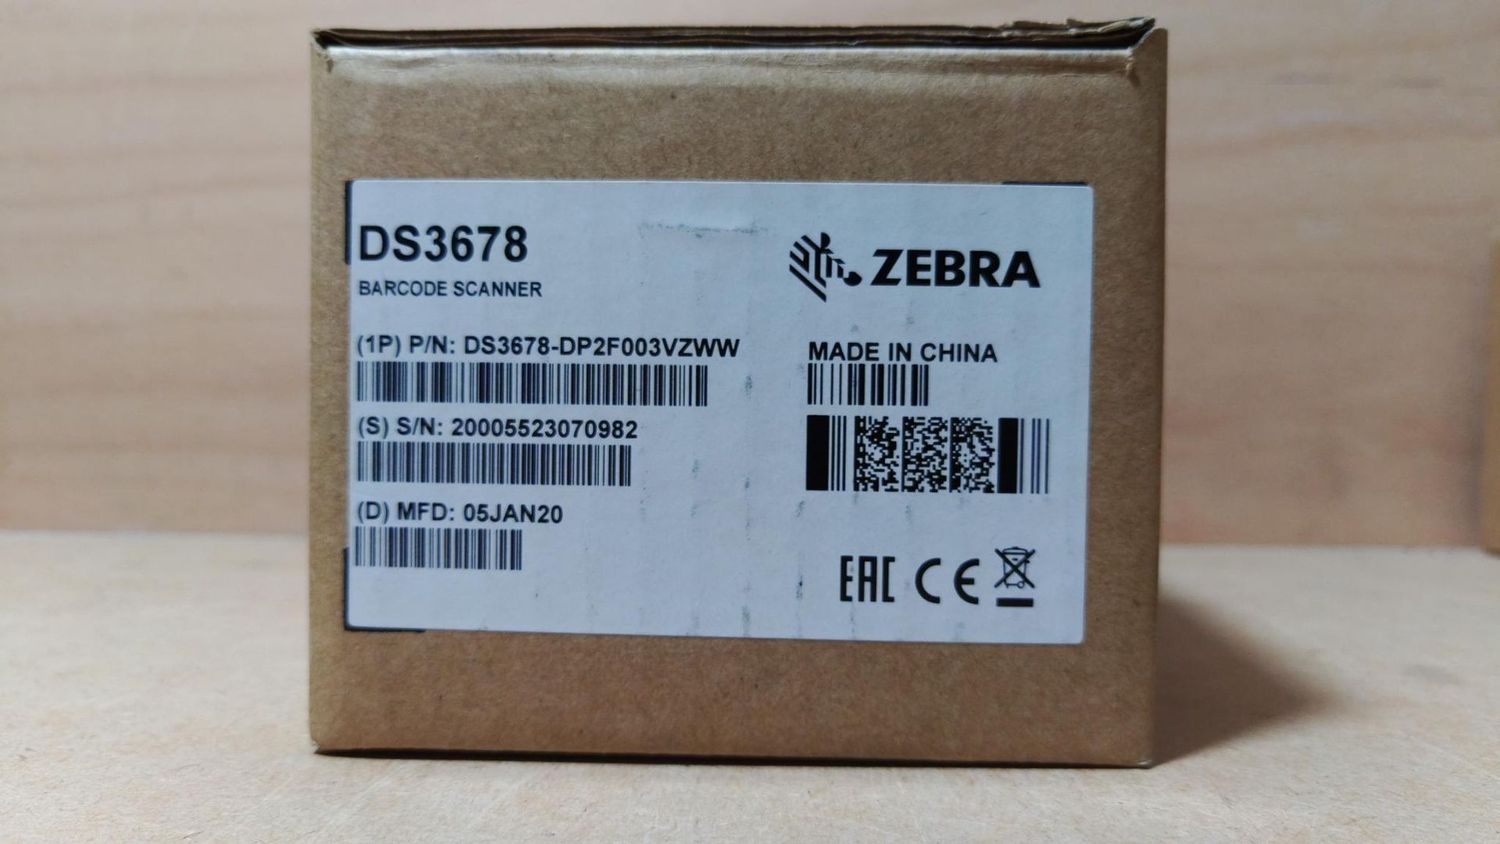 DS3678
BARCODE SCANNER
ZEBRA
(1P) P/N: DS3678-DP2F003VZWW
(S) S/N: 20005523070982
(D) MFD: 05JAN20
MADE IN CHINA
EAC CE